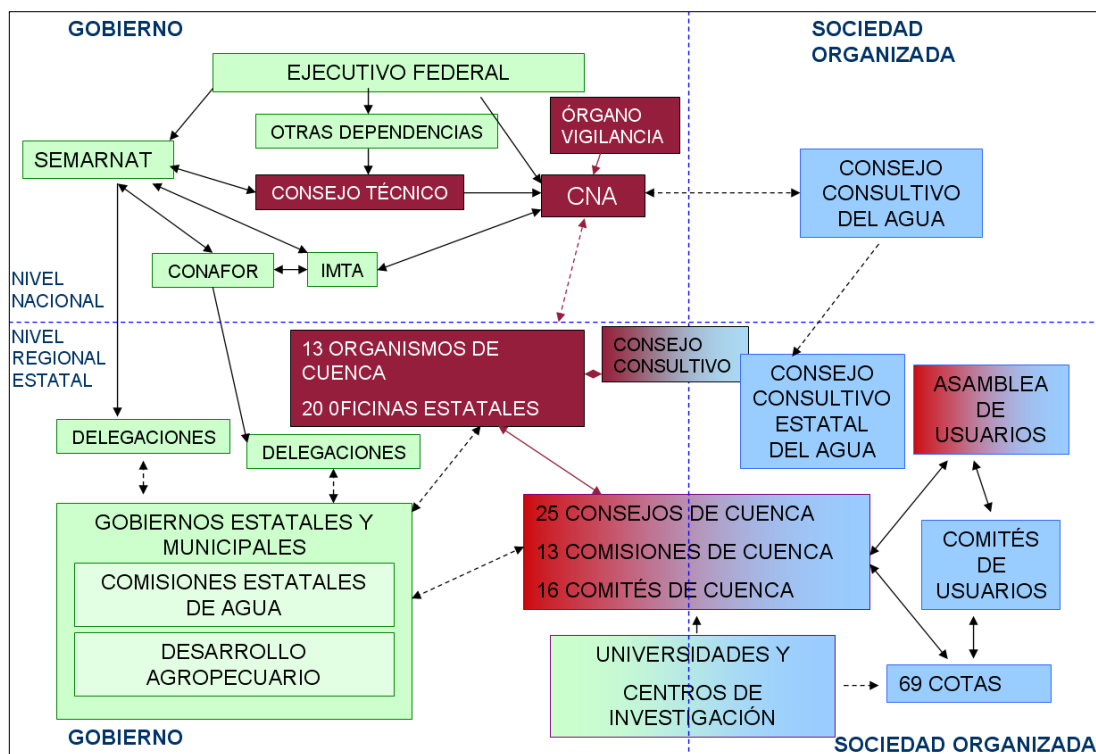 GOBIERNO
SOCIEDAD
ORGANIZADA
EJECUTIVO FEDERAL
ÓRGANO
VIGILANCIA
OTRAS DEPENDENCIAS
SEMARNAT
CONSEJO TÉCNICO
CNA
CONSEJO
CONSULTIVO
DEL AGUA
CONAFOR
IMTA
NIVEL
NACIONAL
NIVEL
REGIONAL
ESTATAL
13 ORGANISMOS DE
CUENCA
20 0FICINAS ESTATALES
CONSEJO
CONSULTIVO
CONSEJO
CONSULTIVO
ESTATAL
DEL AGUA
ASAMBLEA
DE
USUARIOS
DELEGACIONES
DELEGACIONES
GOBIERNOS ESTATALES Y
MUNICIPALES
COMISIONES ESTATALES
DE AGUA
DESARROLLO
AGROPECUARIO
25 CONSEJOS DE CUENCA
13 COMISIONES DE CUENCA
16 COMITÉS DE CUENCA
COMITÉS
DE
USUARIOS
UNIVERSIDADES Y
CENTROS DE
INVESTIGACIÓN
69 COTAS
GOBIERNO
SOCIEDAD ORGANIZADA